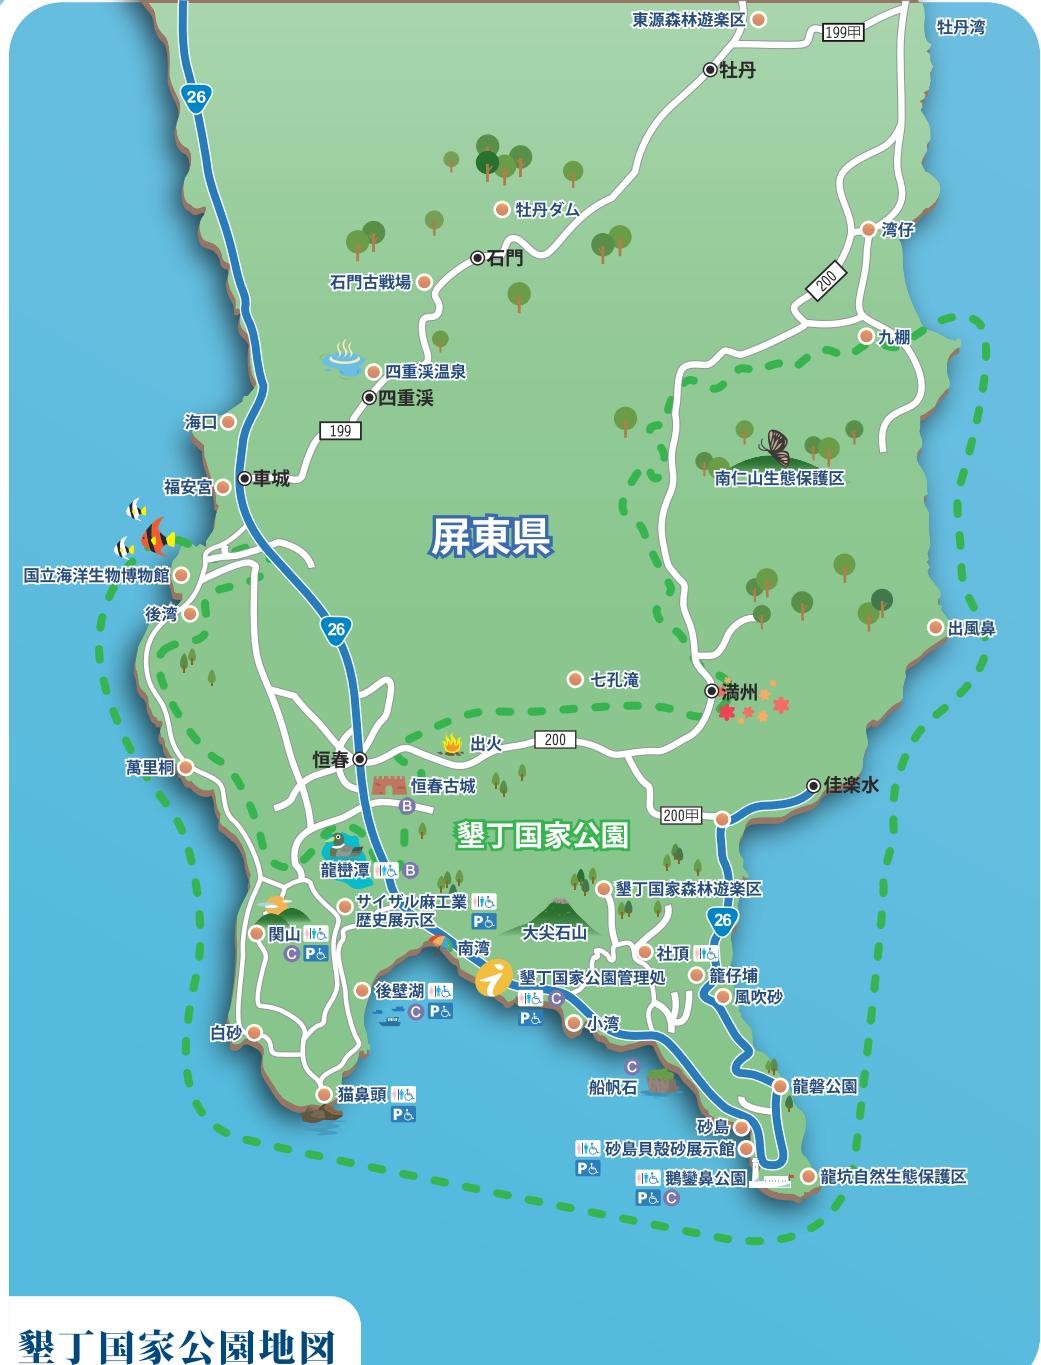 東源森林遊楽区
199甲
牡丹湾
牡丹
26
牡丹ダム
湾仔
石門
石門古戦場
200
九棚
四重渓温泉
四重渓
海口
199
車城
南仁山生態保護区
福安宮
屏東県
国立海洋生物博物館
後湾
26
出風鼻
七孔滝
満州
出火
200
恒春
萬里桐
恒春古城
佳楽水
B
200甲
墾丁国家公園
龍巒潭
B
墾丁国家森林遊楽区
サイザル麻工業
歴史展示区
P
26
関山
大尖石山
南湾
社頂
C P
墾丁国家公園管理処
籠仔埔
後壁湖
C
風吹砂
C P
P
小湾
白砂
C
船帆石
龍磐公園
猫鼻頭
P
砂島
砂島貝殻砂展示館
P
鵝鑾鼻公園
龍坑自然生態保護区
P C
墾丁国家公園地図